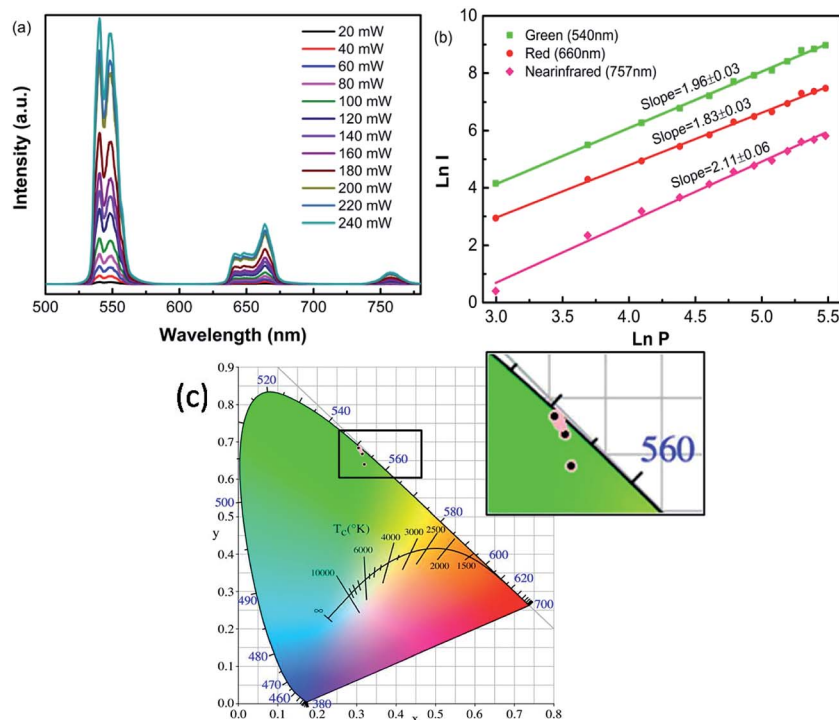 (a)
20 mW
40 mW
60 mW
80 mW
100 mW
120 mW
140 mW
160 mW
180 mW
200 mW
220 mW
240 mW
Intensity (a.u.)
500 550 600 650 700 750
Wavelength (nm)
(b)
Green (540nm)
Red (660nm)
Nearinfrared (757nm)
Slope=1.96±0.03
Slope=1.83±0.03
Slope=2.11±0.06
Ln I
10
8
6
4
2
0
3.0 3.5 4.0 4.5 5.0 5.5
Ln P
(c)
0.9
0.8
0.7
0.6
0.5
y
0.4
0.3
0.2
0.1
0.0
520
540
560
500
580
T_C(°K)
6000
4000
3000
2500
10000
2000
1500
600
620
700
∞
490
480
470
460
380
0.0 0.1 0.2 0.3 0.4 0.5 0.6 0.7 0.8
x
560